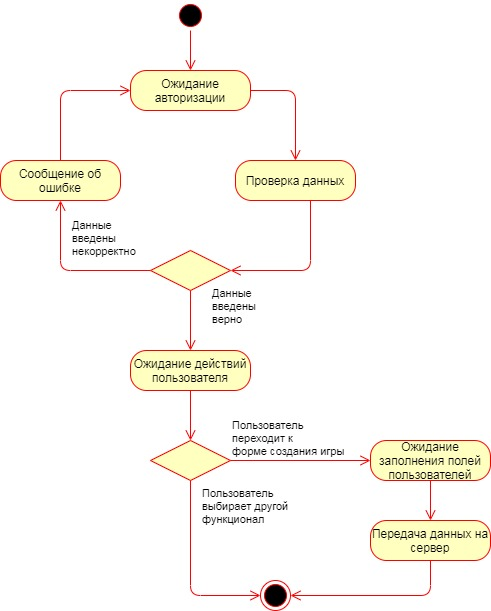 Ожидание
авторизации
Сообщение об
ошибке
Проверка данных
Данные
введены
некорректно
Данные
введены
верно
Ожидание действий
пользователя
Пользователь
переходит к
форме создания игры
Ожидание
заполнения полей
пользователей
Пользователь
выбирает другой
функционал
Передача данных на
сервер